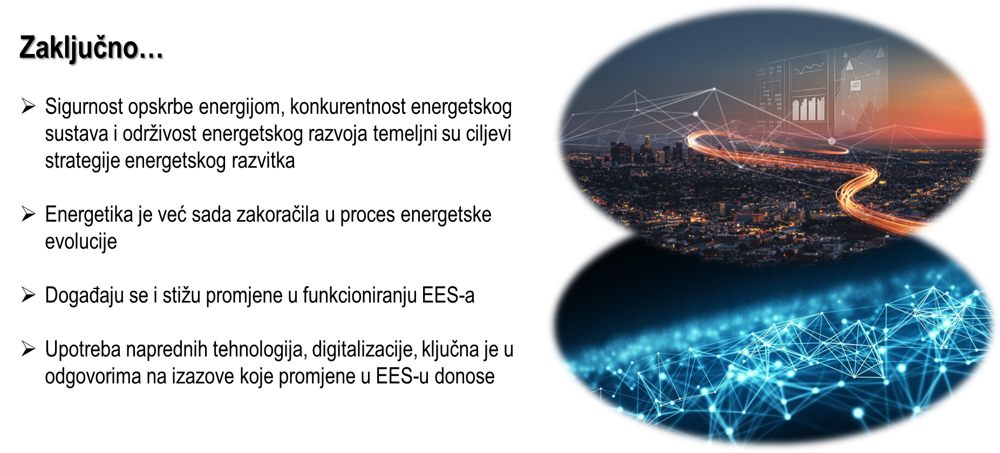 Zaključno…
➢ Sigurnost opskrbe energijom, konkurentnost energetskog
sustava i održivost energetskog razvoja temeljni su ciljevi
strategije energetskog razvitka
➢ Energetika je već sada zakoračila u proces energetske
evolucije
➢ Događaju se i stižu promjene u funkcioniranju EES-a
➢ Upotreba naprednih tehnologija, digitalizacije, ključna je u
odgovorima na izazove koje promjene u EES-u donose